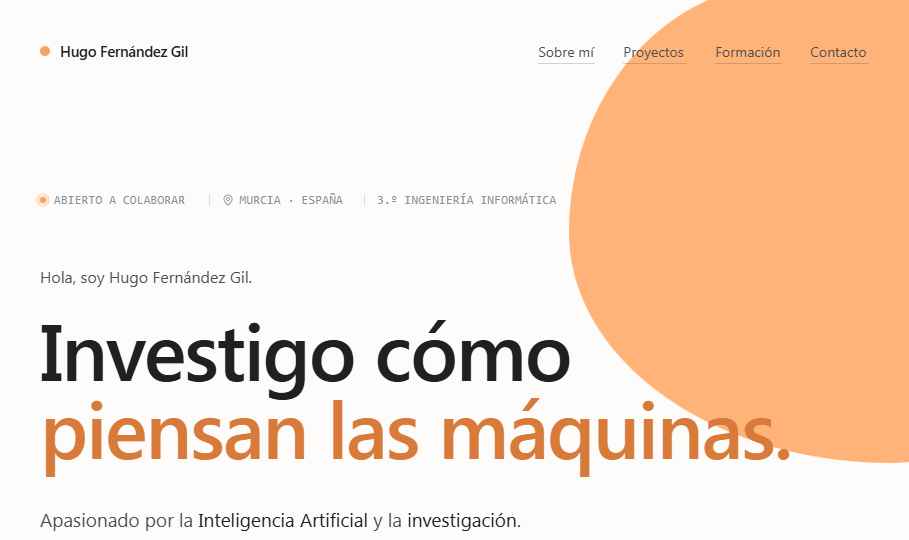 Hugo Fernández Gil
Sobre mí Proyectos Formación Contacto
ABIERTO A COLABORAR MURCIA · ESPAÑA 3.º INGENIERÍA INFORMÁTICA
Hola, soy Hugo Fernández Gil.
Investigo cómo
piensan las máquinas.
Apasionado por la Inteligencia Artificial y la investigación.